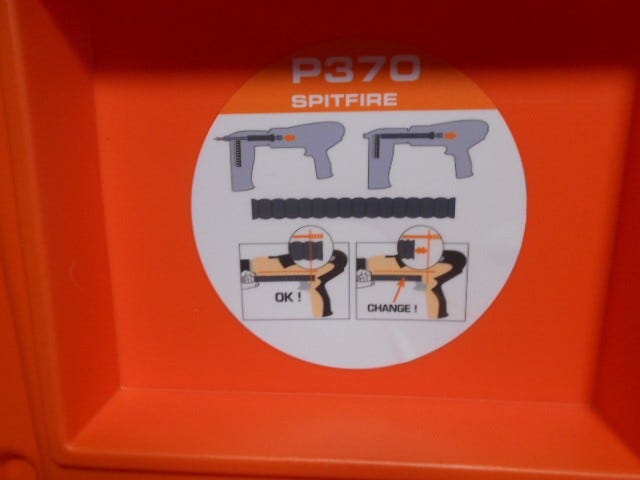 P370
SPITFIRE
OK !
CHANGE !